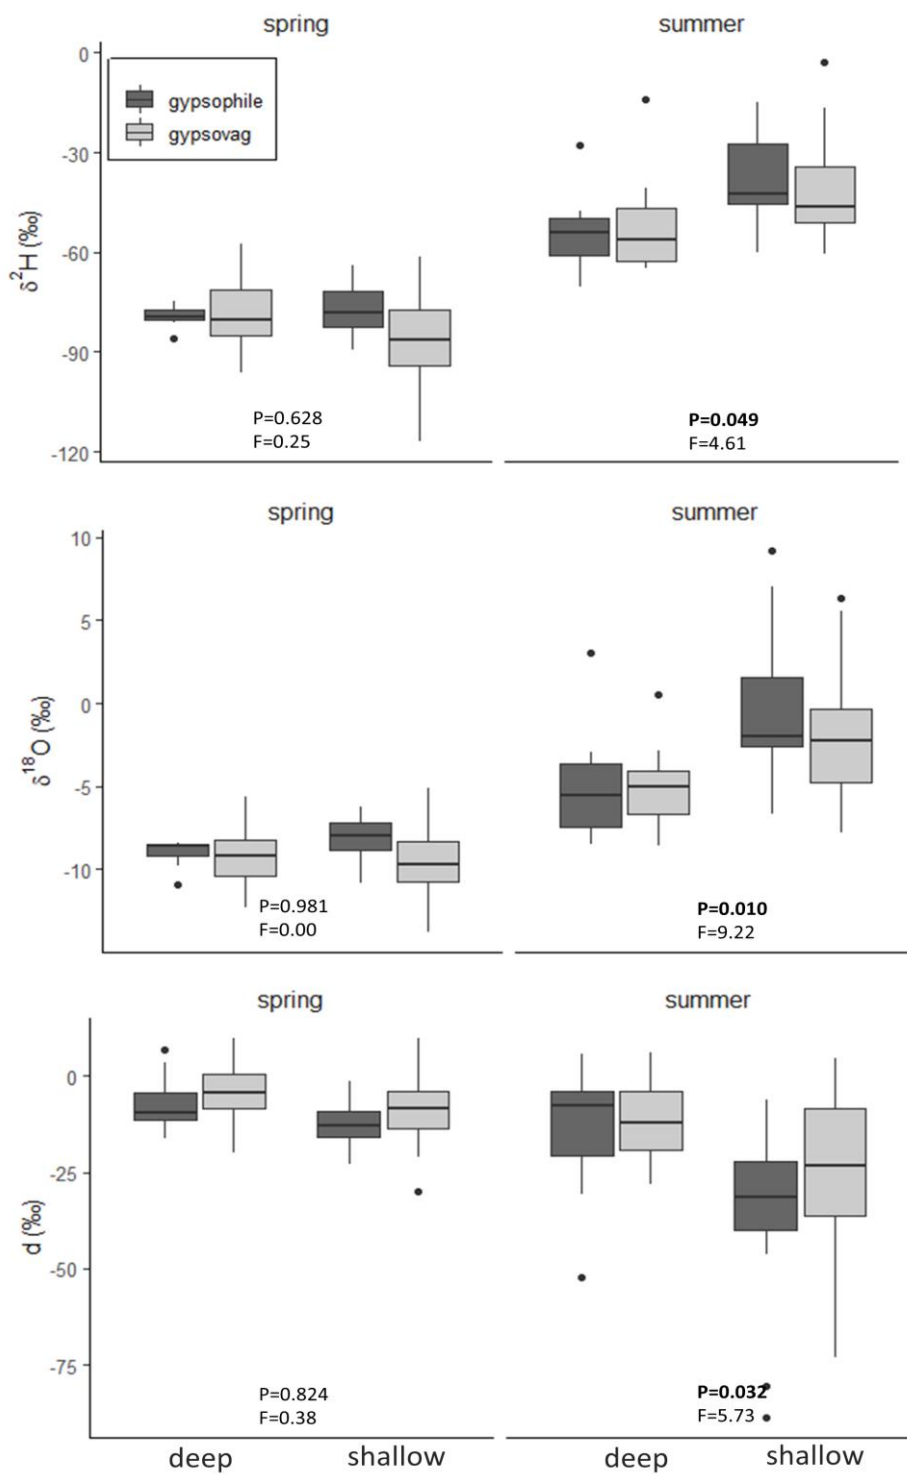 spring
summer
0
-30
-60
-90
-120
δ²H (‰)
gypsophile
gypsovag
P=0.628
F=0.25
P=0.049
F=4.61
spring
summer
10
5
0
-5
-10
δ¹⁸O (‰)
P=0.981
F=0.00
P=0.010
F=9.22
spring
summer
0
-25
-50
-75
d (‰)
P=0.824
F=0.38
P=0.032
F=5.73
deep
shallow
deep
shallow